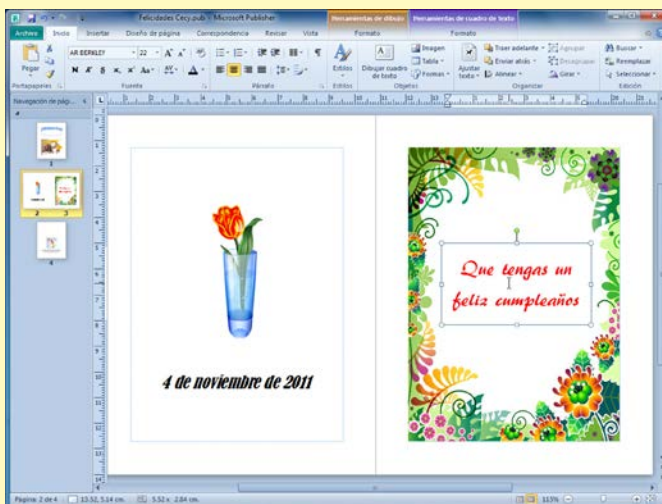 Felicidades Cecy.pub - Microsoft Publisher
Herramientas de dibujo
Herramientas de cuadro de texto
Archivo
Inicio
Insertar
Diseño de página
Correspondencia
Revisar
Vista
Formato
Formato
Pegar
AR BERKLEY
22
N K S
Estilos
Dibujar cuadro de texto
Imagen
Tabla
Formas
Ajustar texto
Traer adelante
Enviar atrás
Alinear
Agrupar
Desagrupar
Girar
Buscar
Reemplazar
Seleccionar
Portapapeles
Fuente
Párrafo
Estilos
Objetos
Organizar
Edición
Navegación de pág...
1
2 3
4
4 de noviembre de 2011
Que tengas un
feliz cumpleaños
Página: 2 de 4
13.52, 5.14 cm.
5.52 x 2.84 cm.
115%